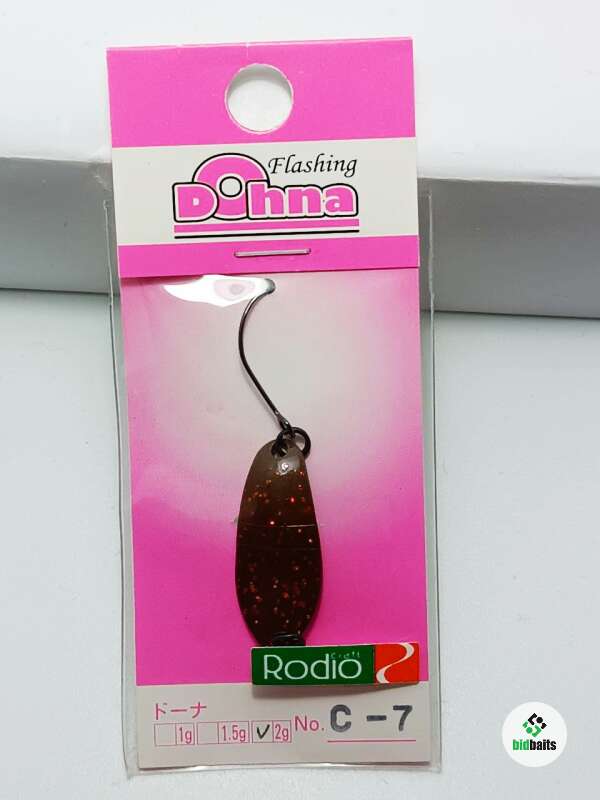 Flashing
Dohna
craft
Rodio
ドーナ
1g 1.5g ✓ 2g No. C-7
bidbaits